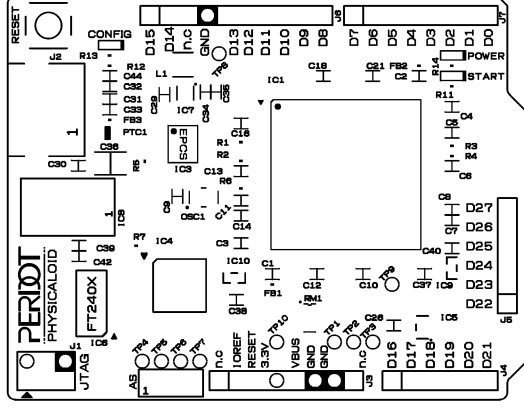 RESET
CONFIG
J6
J7
D15
D14
n.c
GND
D13
D12
D11
D10
D9
D8
D7
D6
D5
D4
D3
D2
D1
D0
R13
J2
R12
C44
C32
C31
C33
FB3
PTC1
C36
L1
TP8
C29
IC7
C34
C35
IC1
C18
C21
FB2
C2
R14
POWER
START
R11
C4
C5
R3
R4
C6
1
C30
R5
EPCS
IC3
C16
R1
R2
C13
R6
C9
OSC1
C11
C14
C3
IC8
1
C8
C7
C40
D27
D26
D25
D24
D23
D22
J5
PERIDOT
PHYSICALOID
C39
C42
R7
IC4
FT240X
IC6
IC10
C38
C1
FB1
C12
RM1
C10
TP9
C37
IC9
C26
IC5
J1
JTAG
TP4
TP5
TP6
TP7
AS
1
n.c
IOREF
RESET
3.3V
TP10
VBUS
GND
GND
TP1
TP2
TP3
n.c
J3
D16
D17
D18
D19
D20
D21
J4